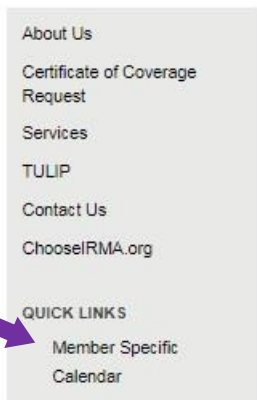 About Us
Certificate of Coverage
Request
Services
TULIP
Contact Us
ChooseIRMA.org
QUICK LINKS
Member Specific
Calendar